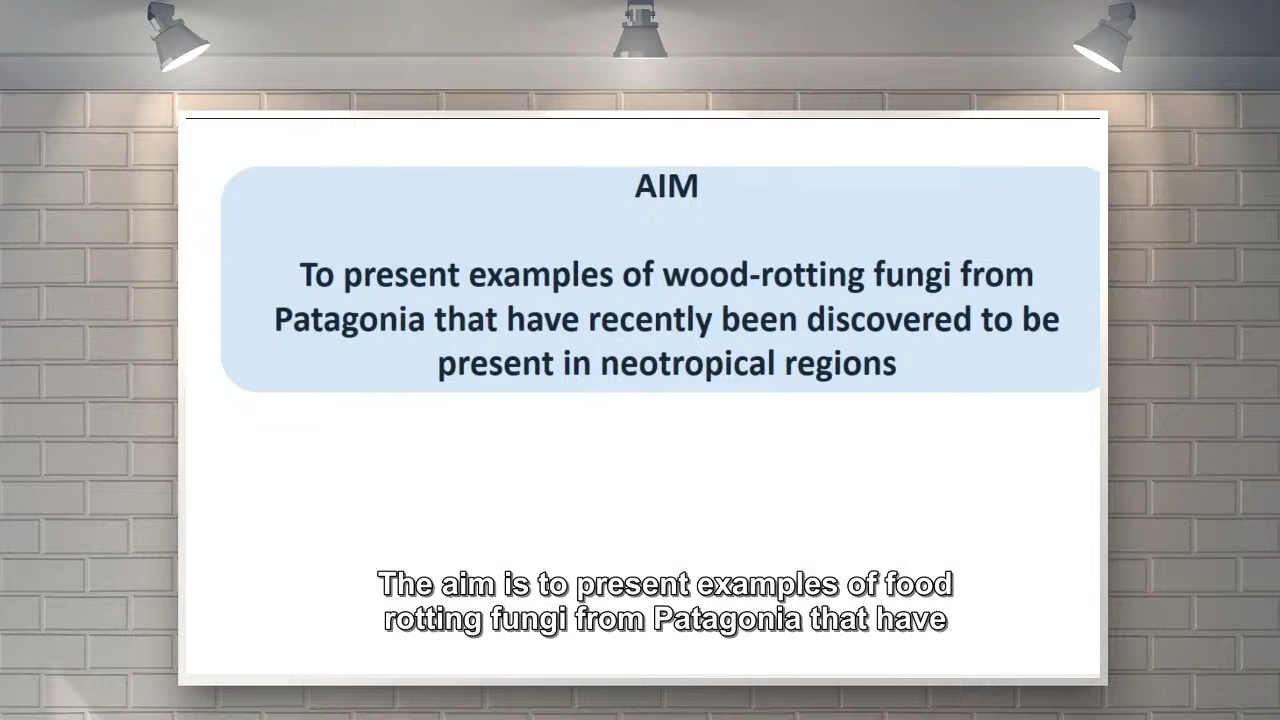 AIM
To present examples of wood-rotting fungi from
Patagonia that have recently been discovered to be
present in neotropical regions
The aim is to present examples of food
rotting fungi from Patagonia that have